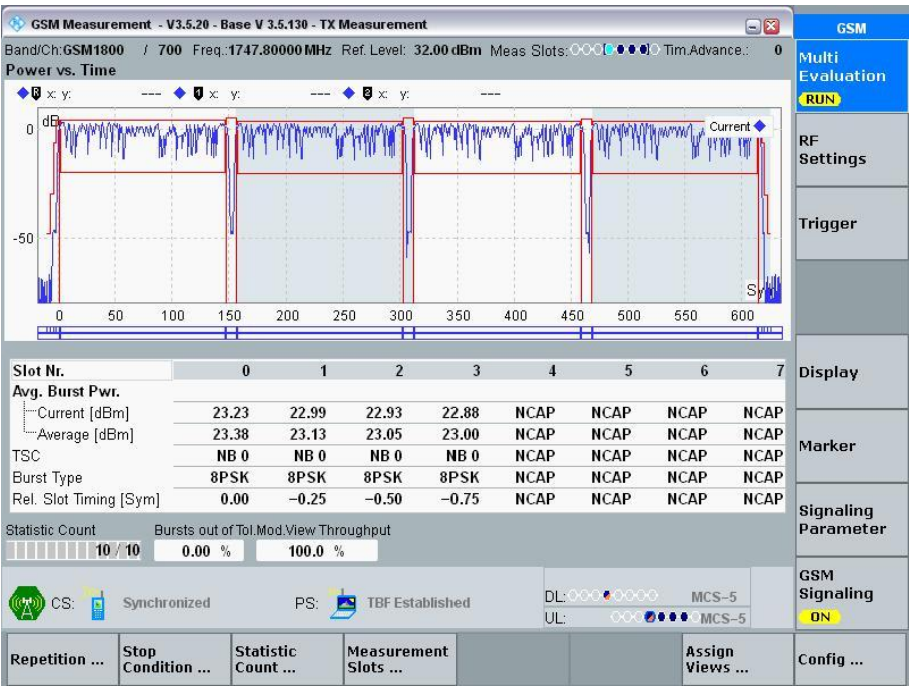 GSM Measurement - V3.5.20 - Base V 3.5.130 - TX Measurement
GSM
Band/Ch:GSM1800 / 700 Freq.:1747.80000 MHz Ref. Level: 32.00 dBm Meas Slots: Tim.Advance.: 0
Power vs. Time
Multi
Evaluation
RUN
R x: y: --- 1 x: y: --- 2 x: y: ---
dB
Current
0
-50
Sym
0 50 100 150 200 250 300 350 400 450 500 550 600
RF
Settings
Trigger
Slot Nr. 0 1 2 3 4 5 6 7
Avg. Burst Pwr.
Current [dBm] 23.23 22.99 22.93 22.88 NCAP NCAP NCAP NCAP
Average [dBm] 23.38 23.13 23.05 23.00 NCAP NCAP NCAP NCAP
TSC NB 0 NB 0 NB 0 NB 0 NCAP NCAP NCAP NCAP
Burst Type 8PSK 8PSK 8PSK 8PSK NCAP NCAP NCAP NCAP
Rel. Slot Timing [Sym] 0.00 −0.25 −0.50 −0.75 NCAP NCAP NCAP NCAP
Display
Marker
Signaling
Parameter
Statistic Count Bursts out of Tol. Mod.View Throughput
10 / 10 0.00 % 100.0 %
CS: Synchronized PS: TBF Established DL: MCS−5
UL: MCS−5
GSM
Signaling
ON
Repetition ...
Stop
Condition ...
Statistic
Count ...
Measurement
Slots ...
Assign
Views ...
Config ...